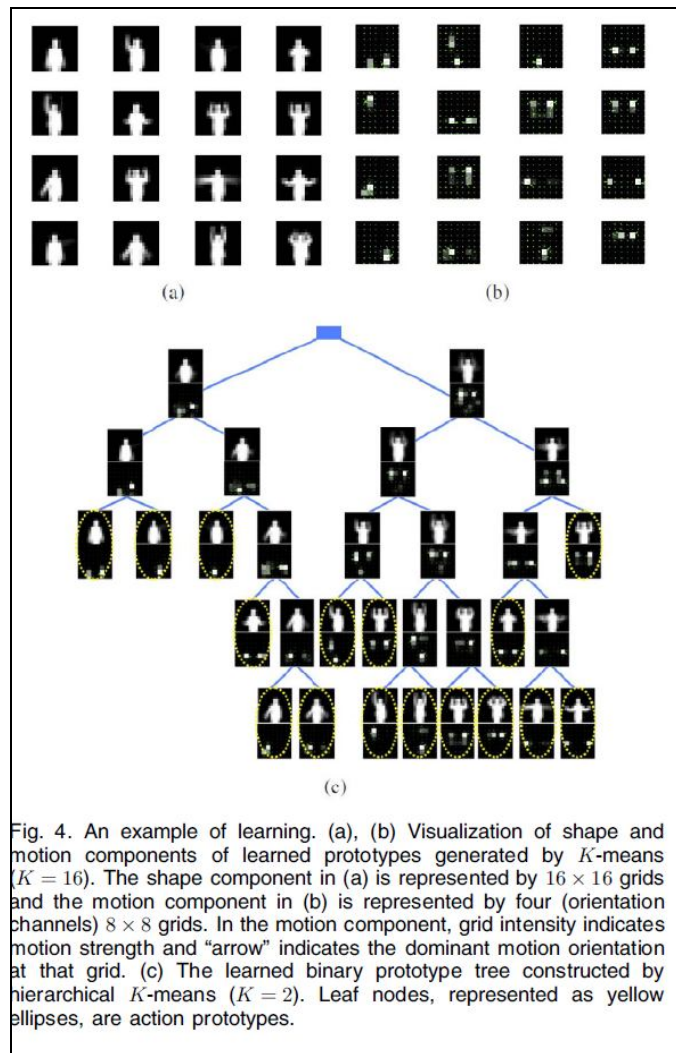 (a)
(b)
(c)
Fig. 4. An example of learning. (a), (b) Visualization of shape and
motion components of learned prototypes generated by K-means
(K = 16). The shape component in (a) is represented by 16 × 16 grids
and the motion component in (b) is represented by four (orientation
channels) 8 × 8 grids. In the motion component, grid intensity indicates
motion strength and “arrow” indicates the dominant motion orientation
at that grid. (c) The learned binary prototype tree constructed by
hierarchical K-means (K = 2). Leaf nodes, represented as yellow
ellipses, are action prototypes.